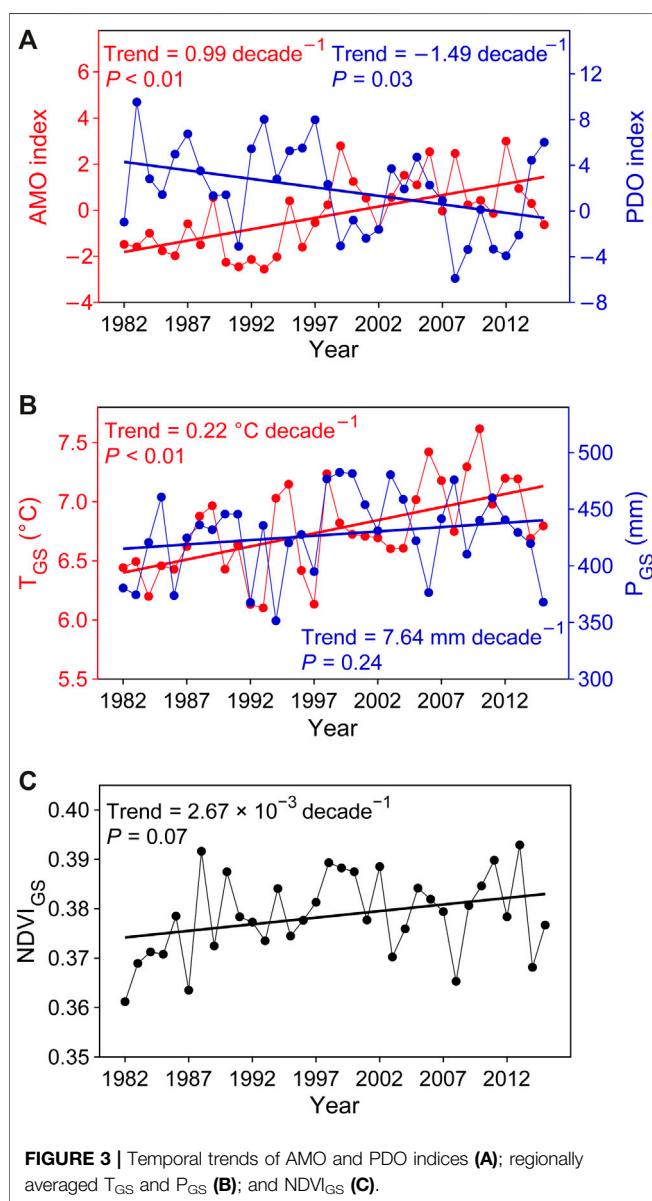 A
Trend = 0.99 decade⁻¹
P < 0.01
Trend = −1.49 decade⁻¹
P = 0.03
AMO index
6
4
2
0
−2
−4
PDO index
12
8
4
0
−4
−8
1982 1987 1992 1997 2002 2007 2012
Year
B
Trend = 0.22 °C decade⁻¹
P < 0.01
Trend = 7.64 mm decade⁻¹
P = 0.24
T_GS (°C)
7.5
7.0
6.5
6.0
5.5
P_GS (mm)
500
450
400
350
300
1982 1987 1992 1997 2002 2007 2012
Year
C
Trend = 2.67 × 10⁻³ decade⁻¹
P = 0.07
NDVI_GS
0.40
0.39
0.38
0.37
0.36
0.35
1982 1987 1992 1997 2002 2007 2012
Year
FIGURE 3 | Temporal trends of AMO and PDO indices (A); regionally
averaged T_GS and P_GS (B); and NDVI_GS (C).